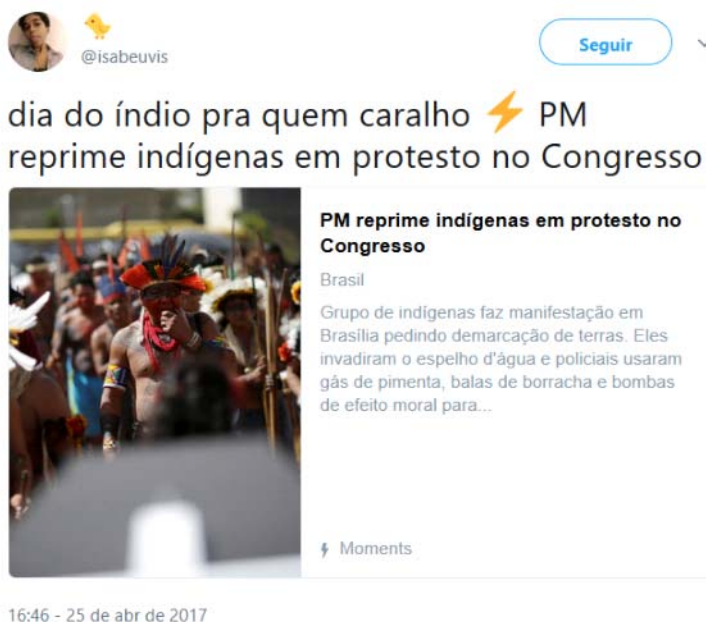 @isabeuvis
Seguir
dia do índio pra quem caralho ⚡ PM
reprime indígenas em protesto no Congresso
PM reprime indígenas em protesto no
Congresso
Brasil
Grupo de indígenas faz manifestação em
Brasília pedindo demarcação de terras. Eles
invadiram o espelho d'água e policiais usaram
gás de pimenta, balas de borracha e bombas
de efeito moral para...
Moments
16:46 - 25 de abr de 2017